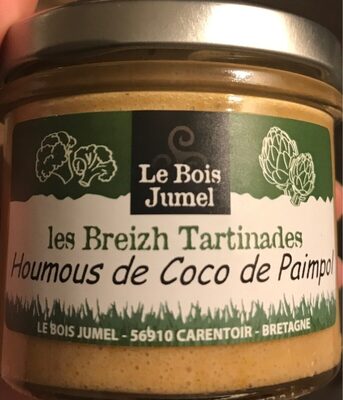 Le Bois
Jumel
les Breizh Tartinades
Houmous de Coco de Paimpol
LE BOIS JUMEL - 56910 CARENTOIR - BRETAGNE